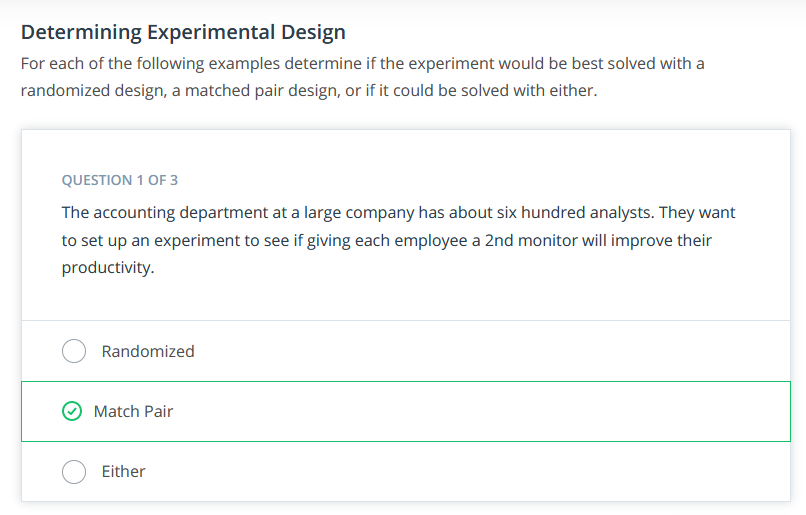 Determining Experimental Design
For each of the following examples determine if the experiment would be best solved with a
randomized design, a matched pair design, or if it could be solved with either.
QUESTION 1 OF 3
The accounting department at a large company has about six hundred analysts. They want
to set up an experiment to see if giving each employee a 2nd monitor will improve their
productivity.
Randomized
Match Pair
Either